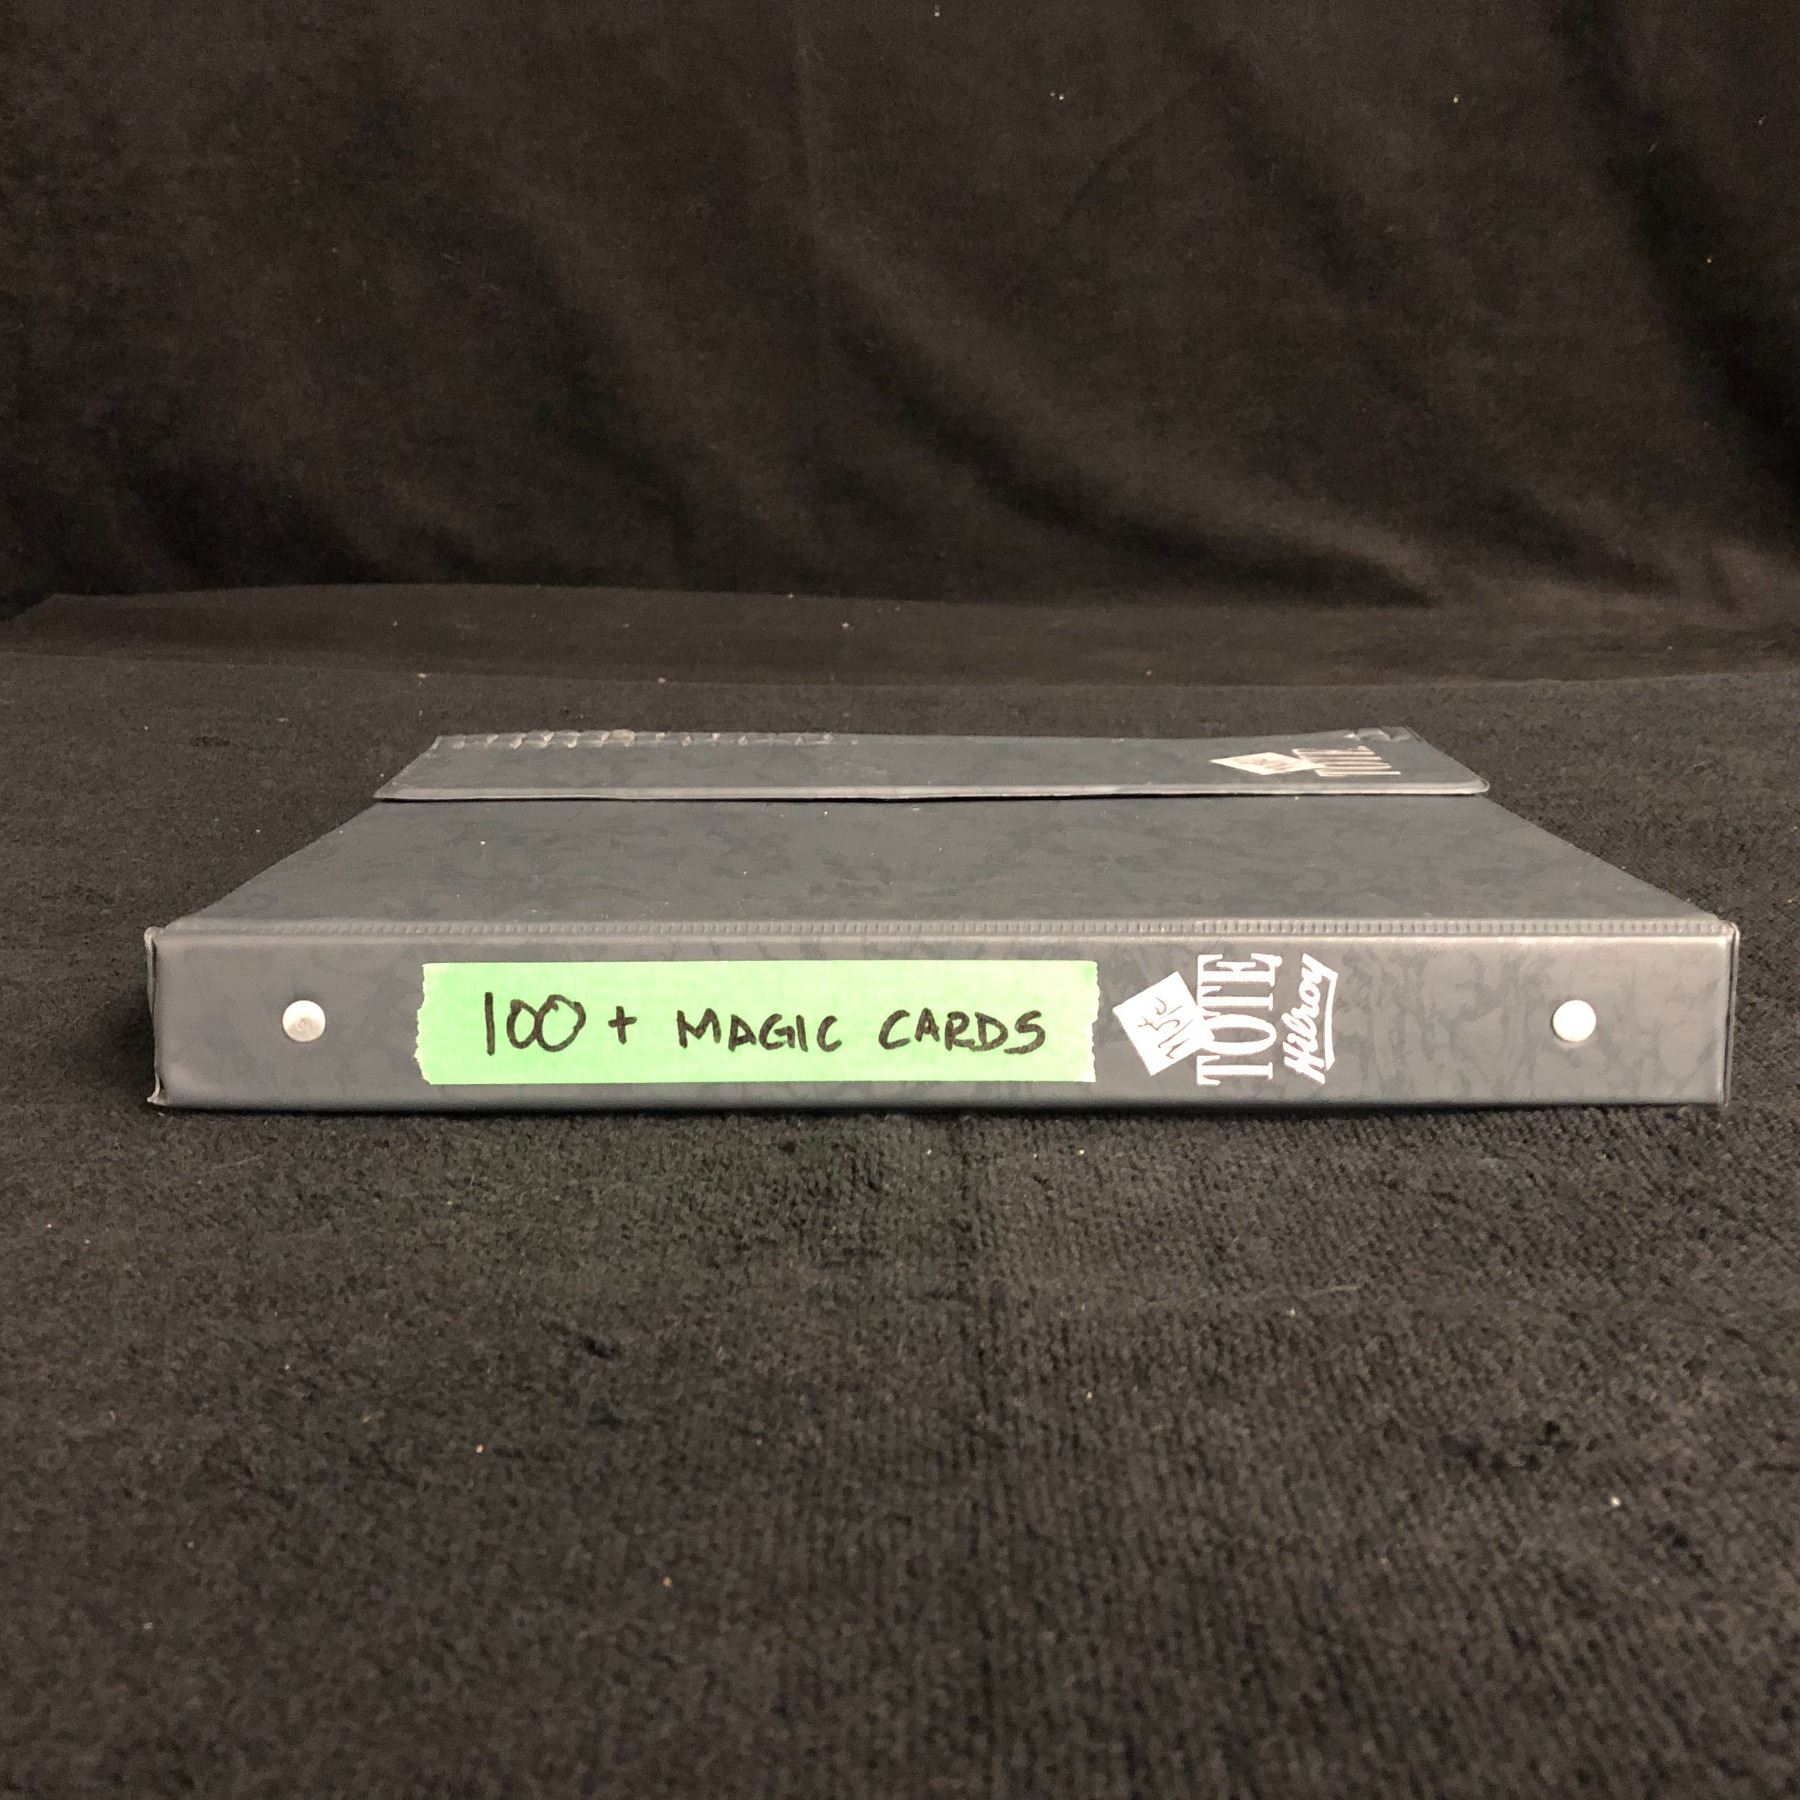 100 + MAGIC CARDS
TOTE
Hilroy